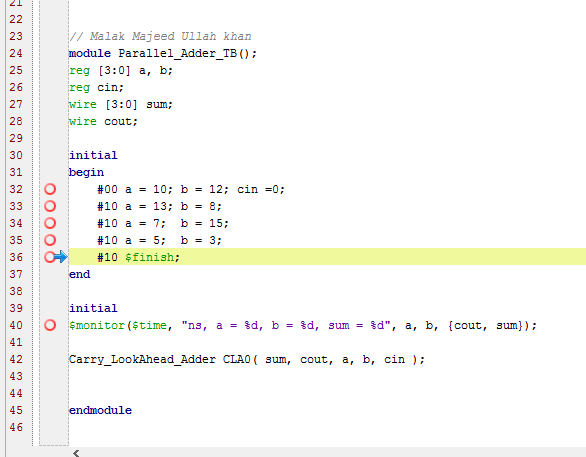 21
22
23 // Malak Majeed Ullah khan
24 module Parallel_Adder_TB();
25 reg [3:0] a, b;
26 reg cin;
27 wire [3:0] sum;
28 wire cout;
29
30 initial
31 begin
32 #00 a = 10; b = 12; cin =0;
33 #10 a = 13; b = 8;
34 #10 a = 7;  b = 15;
35 #10 a = 5;  b = 3;
36 #10 $finish;
37 end
38
39 initial
40 $monitor($time, "ns, a = %d, b = %d, sum = %d", a, b, {cout, sum});
41
42 Carry_LookAhead_Adder CLA0( sum, cout, a, b, cin );
43
44
45 endmodule
46